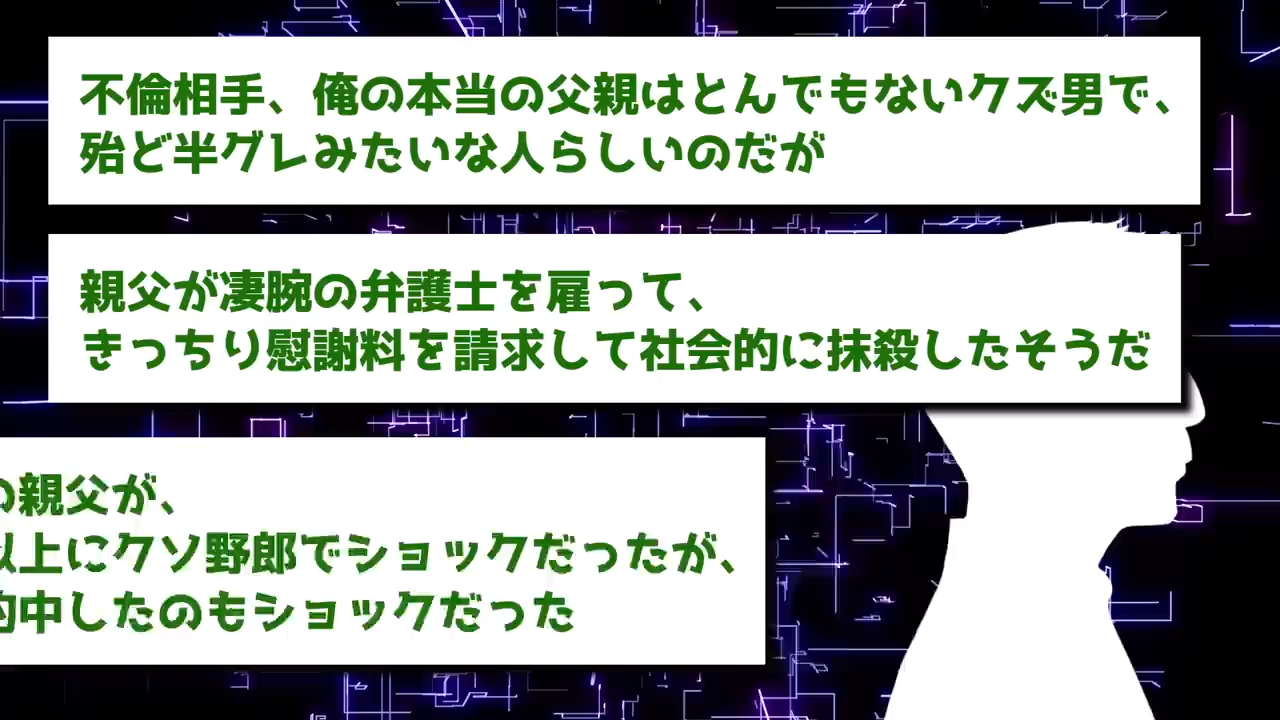 不倫相手、俺の本当の父親はとんでもないクズ男で、
殆ど半グレみたいな人らしいのだが
親父が凄腕の弁護士を雇って、
きっちり慰謝料を請求して社会的に抹殺したそうだ
の親父が、
以上にクソ野郎でショックだったが、
的中したのもショックだった